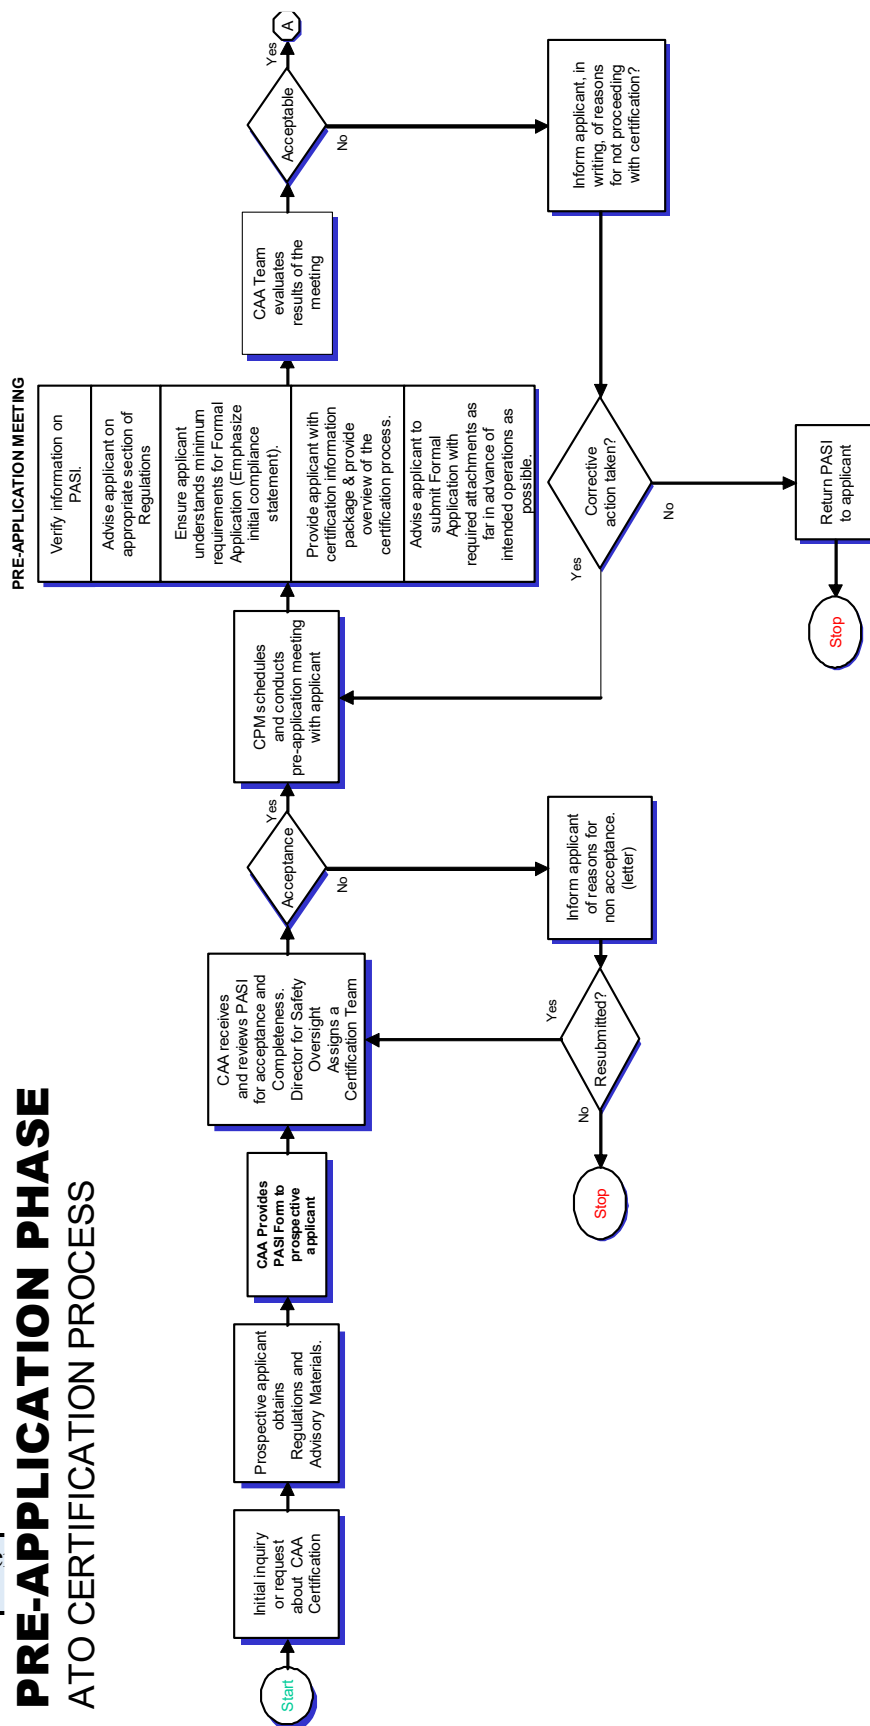 PRE-APPLICATION PHASE
ATO CERTIFICATION PROCESS
Start
Initial inquiry
or request
about CAA
Certification
Prospective applicant
obtains
Regulations and
Advisory Materials.
CAA Provides
PASI Form to
prospective
applicant
CAA receives
and reviews PASI
for acceptance and
Completeness.
Director for Safety
Oversight
Assigns a
Certification Team
Acceptance
Yes
No
Inform applicant
of reasons for
non acceptance.
(letter)
Resubmitted?
Yes
No
Stop
CPM schedules
and conducts
pre-application meeting
with applicant
PRE-APPLICATION MEETING
Verify information on
PASI.
Advise applicant on
appropriate section of
Regulations
Ensure applicant
understands minimum
requirements for Formal
Application (Emphasize
initial compliance
statement).
Provide applicant with
certification information
package & provide
overview of the
certification process.
Advise applicant to
submit Formal
Application with
required attachments as
far in advance of
intended operations as
possible.
CAA Team
evaluates
results of the
meeting
Acceptable
Yes
A
No
Inform applicant, in
writing, of reasons
for not proceeding
with certification?
Corrective
action taken?
Yes
No
Return PASI
to applicant
Stop